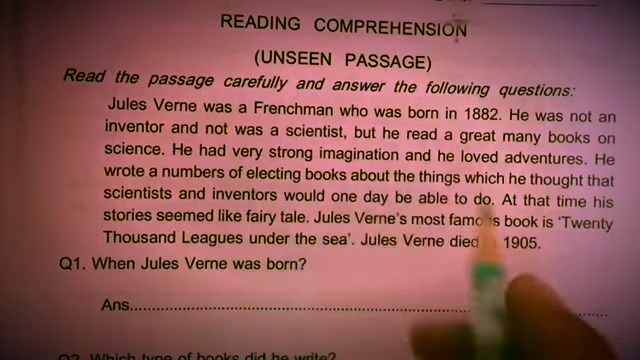 READING COMPREHENSION
(UNSEEN PASSAGE)
Read the passage carefully and answer the following questions:
Jules Verne was a Frenchman who was born in 1882. He was not an
inventor and not was a scientist, but he read a great many books on
science. He had very strong imagination and he loved adventures. He
wrote a numbers of electing books about the things which he thought that
scientists and inventors would one day be able to do. At that time his
stories seemed like fairy tale. Jules Verne's most famous book is 'Twenty
Thousand Leagues under the sea'. Jules Verne died 1905.
Q1. When Jules Verne was born?
Ans.......................................................................
Q2. Which type of books did he write?